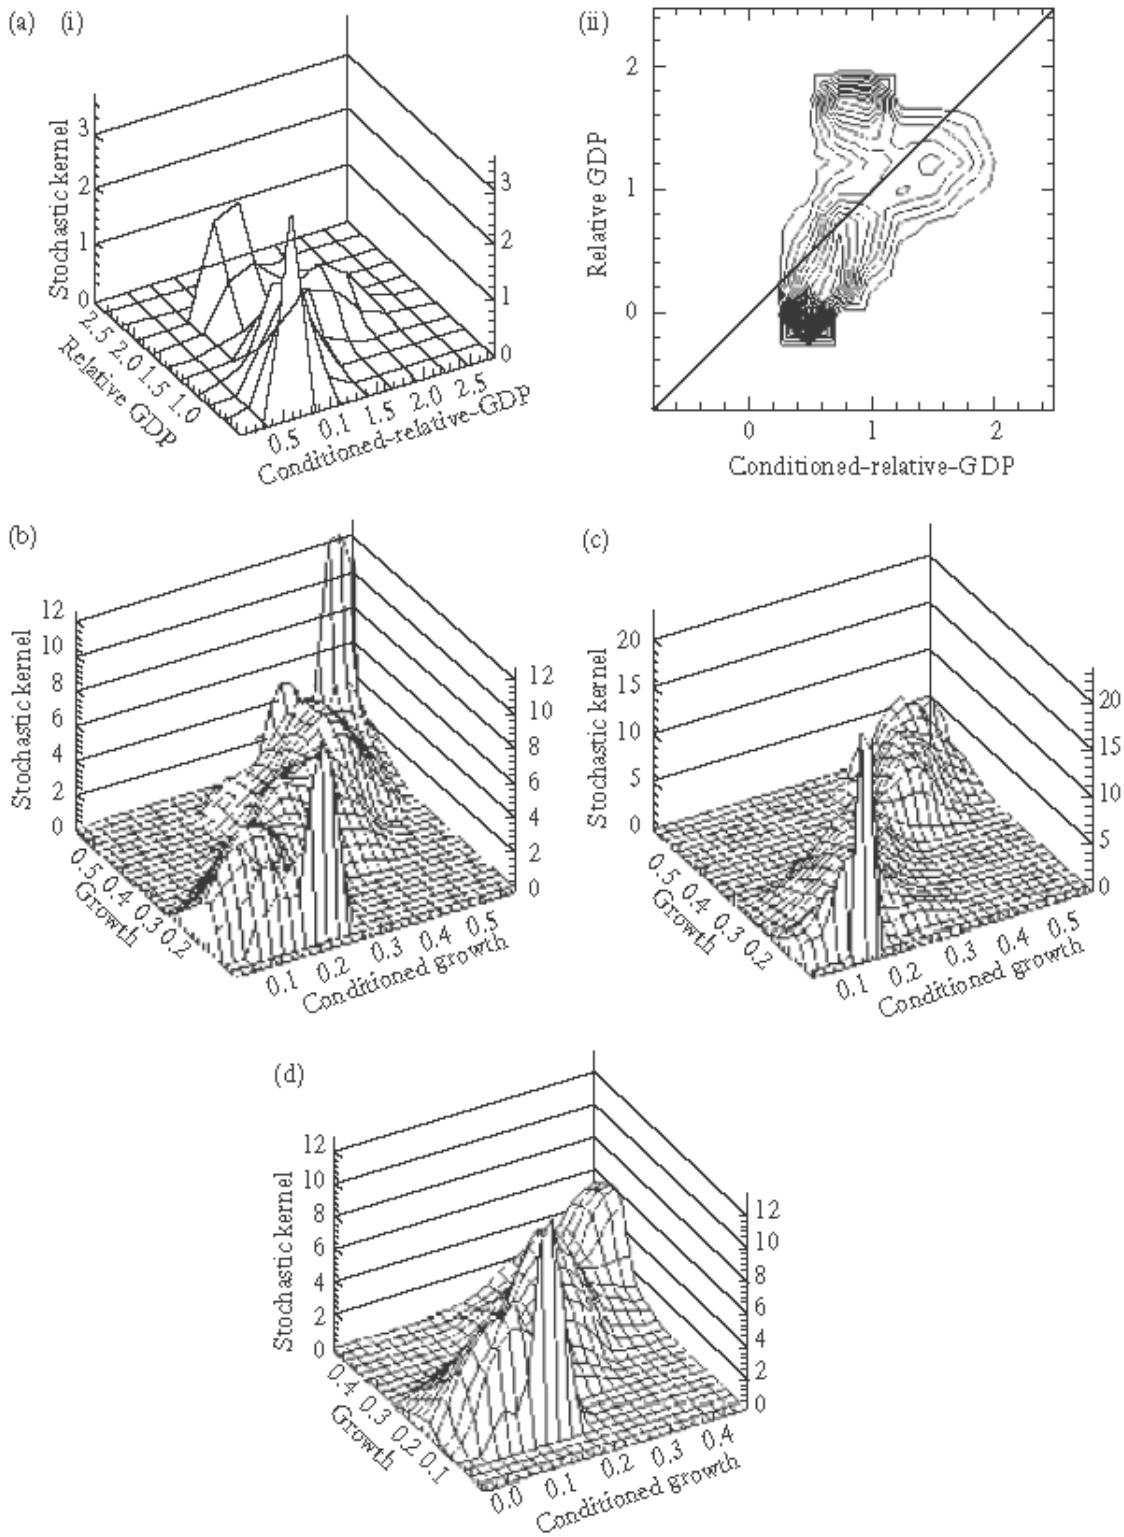 (a) (i)
Stochastic kernel
3
2
1
0
3
2
1
0
2.5 2.0 1.5 1.0
Relative GDP
0.5 0.1 1.5 2.0 2.5
Conditioned-relative-GDP
(ii)
Relative GDP
2
1
0
0 1 2
Conditioned-relative-GDP
(b)
Stochastic kernel
12
10
8
6
4
2
0
12
10
8
6
4
2
0
0.5 0.4 0.3 0.2
Growth
0.1 0.2 0.3 0.4 0.5
Conditioned growth
(c)
Stochastic kernel
20
15
10
5
0
20
15
10
5
0
0.5 0.4 0.3 0.2
Growth
0.1 0.2 0.3 0.4 0.5
Conditioned growth
(d)
Stochastic kernel
12
10
8
6
4
2
0
12
10
8
6
4
2
0
0.4 0.3 0.2 0.1
Growth
0.0 0.1 0.2 0.3 0.4
Conditioned growth